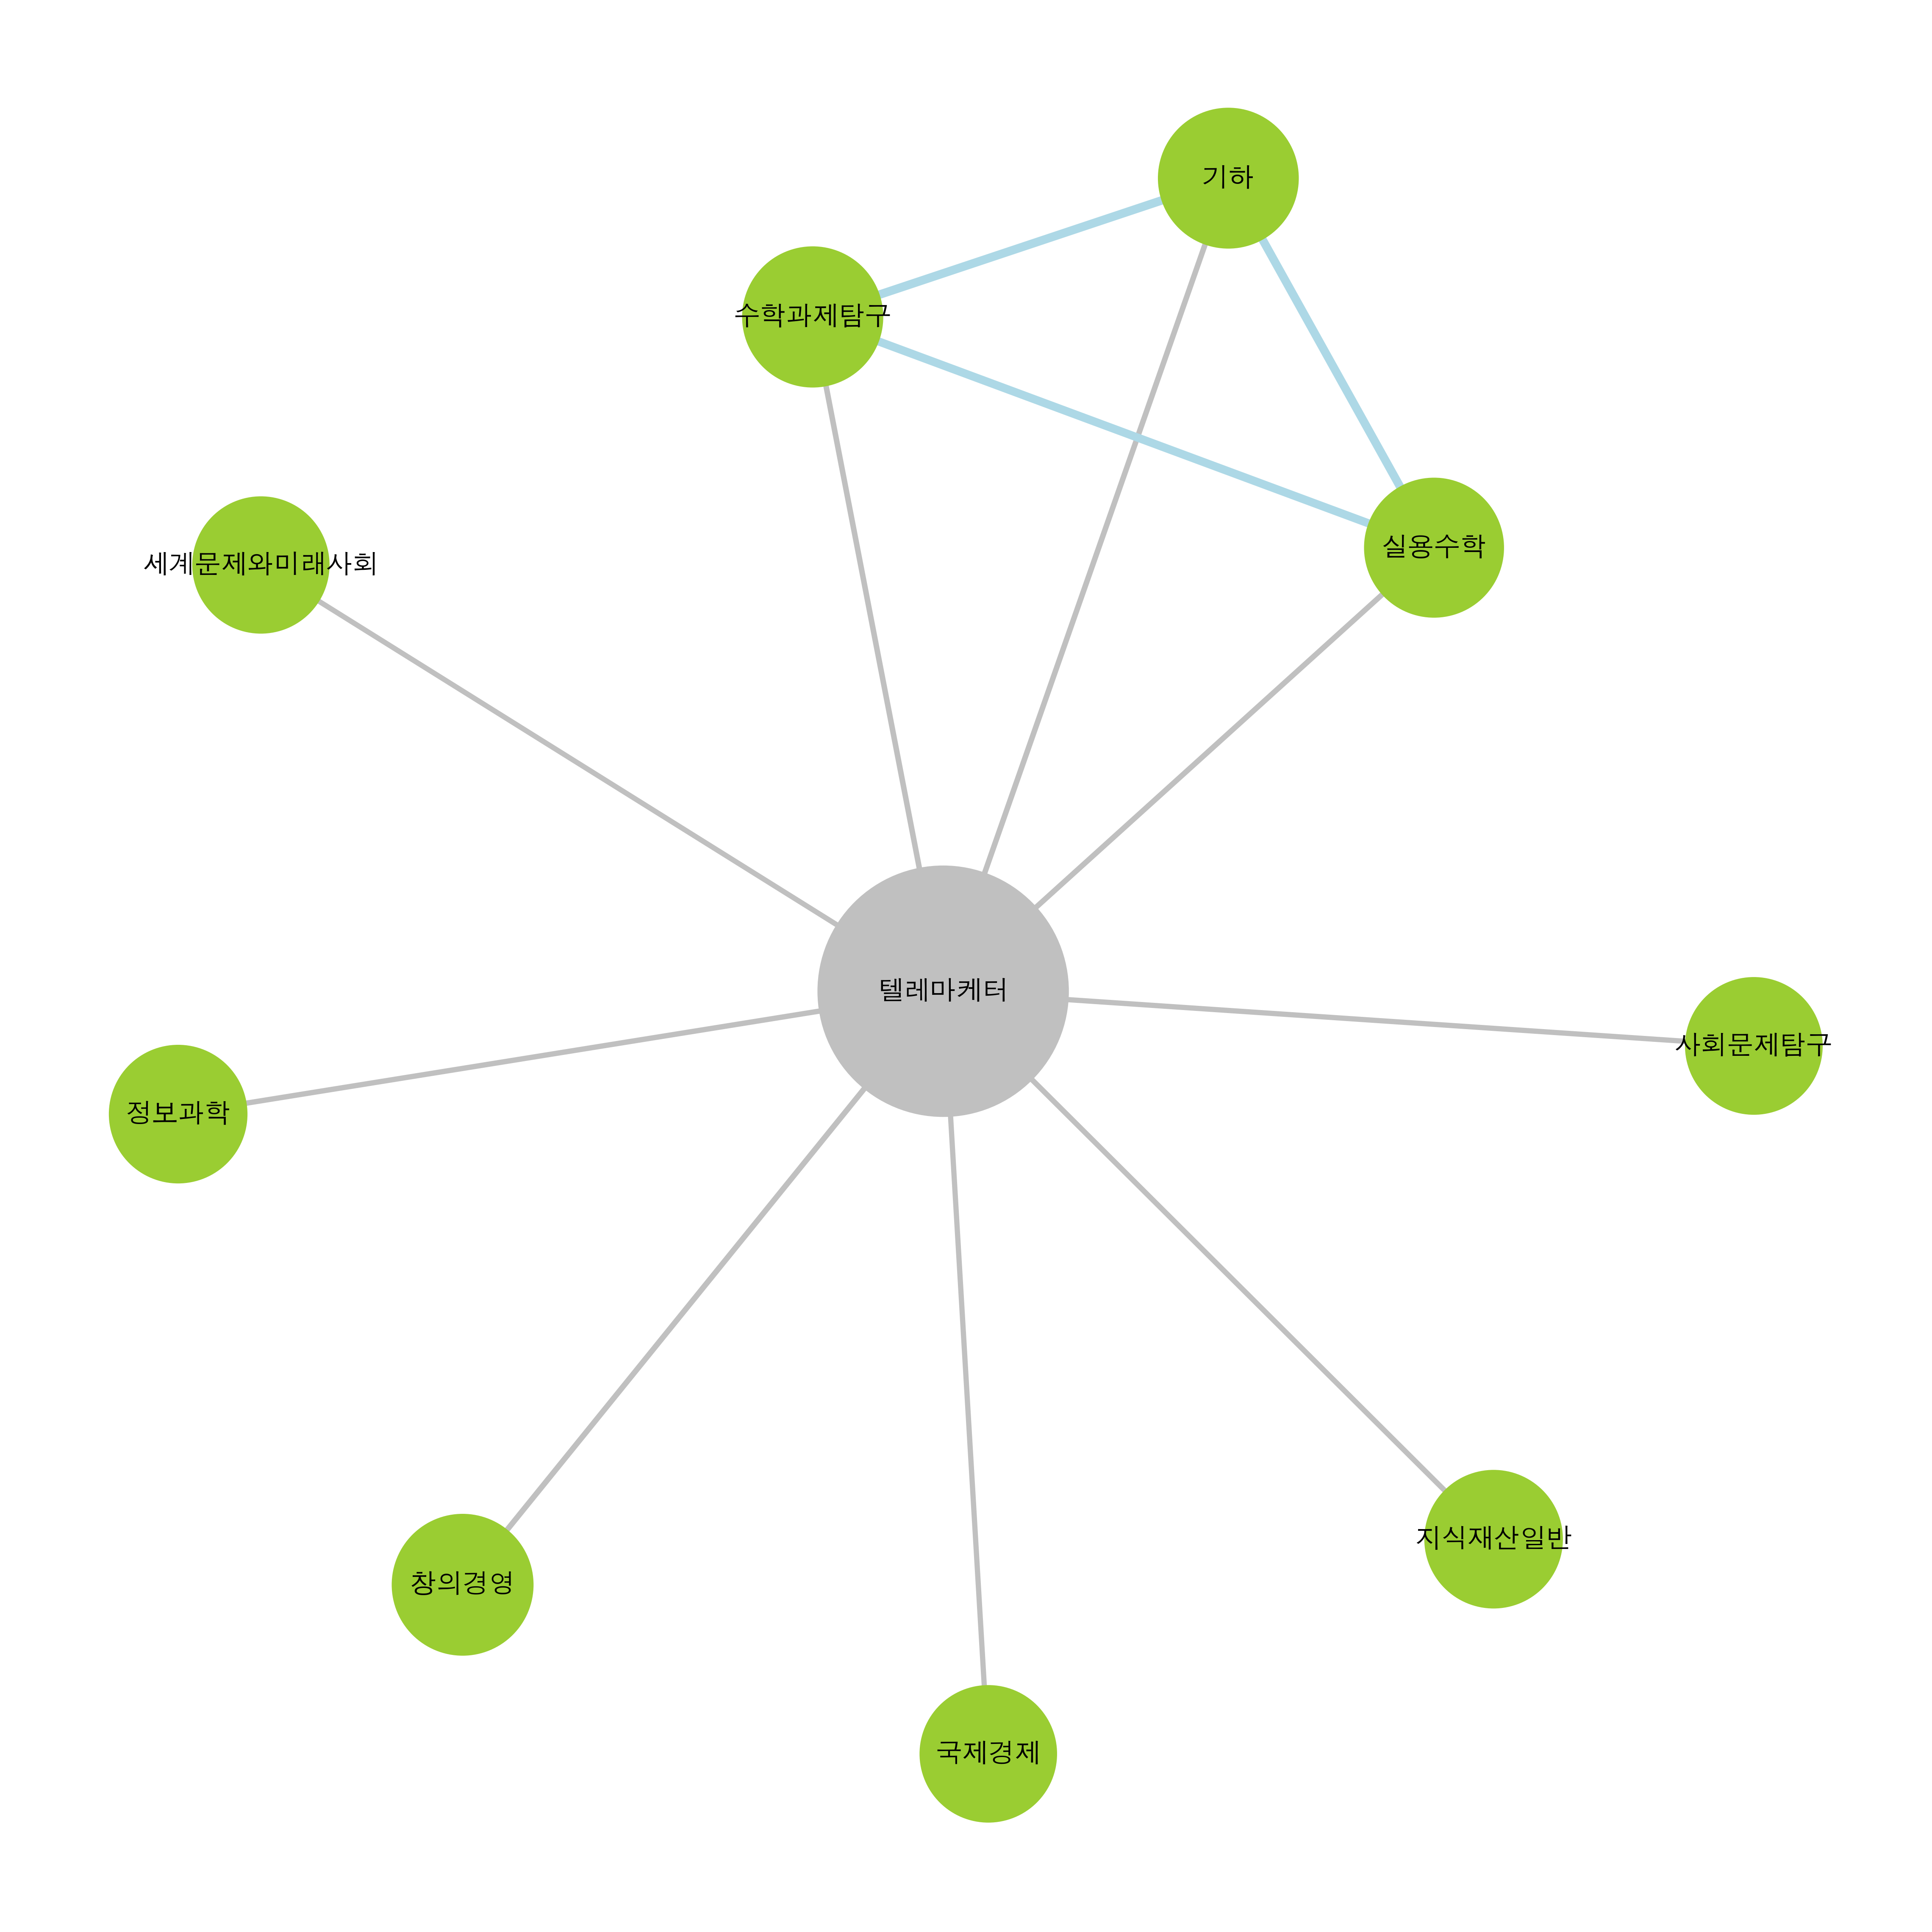 기하
수학과제탐구
실용수학
세계문제와미래사회
텔레마케터
사회문제탐구
정보과학
지식재산일반
창의경영
국제경제